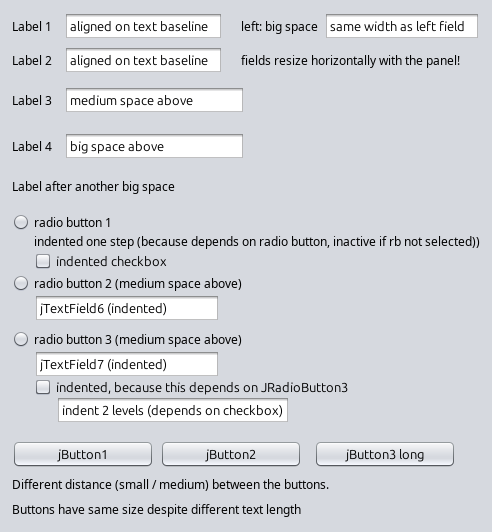 Label 1 aligned on text baseline left: big space same width as left field
Label 2 aligned on text baseline fields resize horizontally with the panel!
Label 3 medium space above
Label 4 big space above
Label after another big space
radio button 1
indented one step (because depends on radio button, inactive if rb not selected))
indented checkbox
radio button 2 (medium space above)
jTextField6 (indented)
radio button 3 (medium space above)
jTextField7 (indented)
indented, because this depends on JRadioButton3
indent 2 levels (depends on checkbox)
jButton1 jButton2 jButton3 long
Different distance (small / medium) between the buttons.
Buttons have same size despite different text length